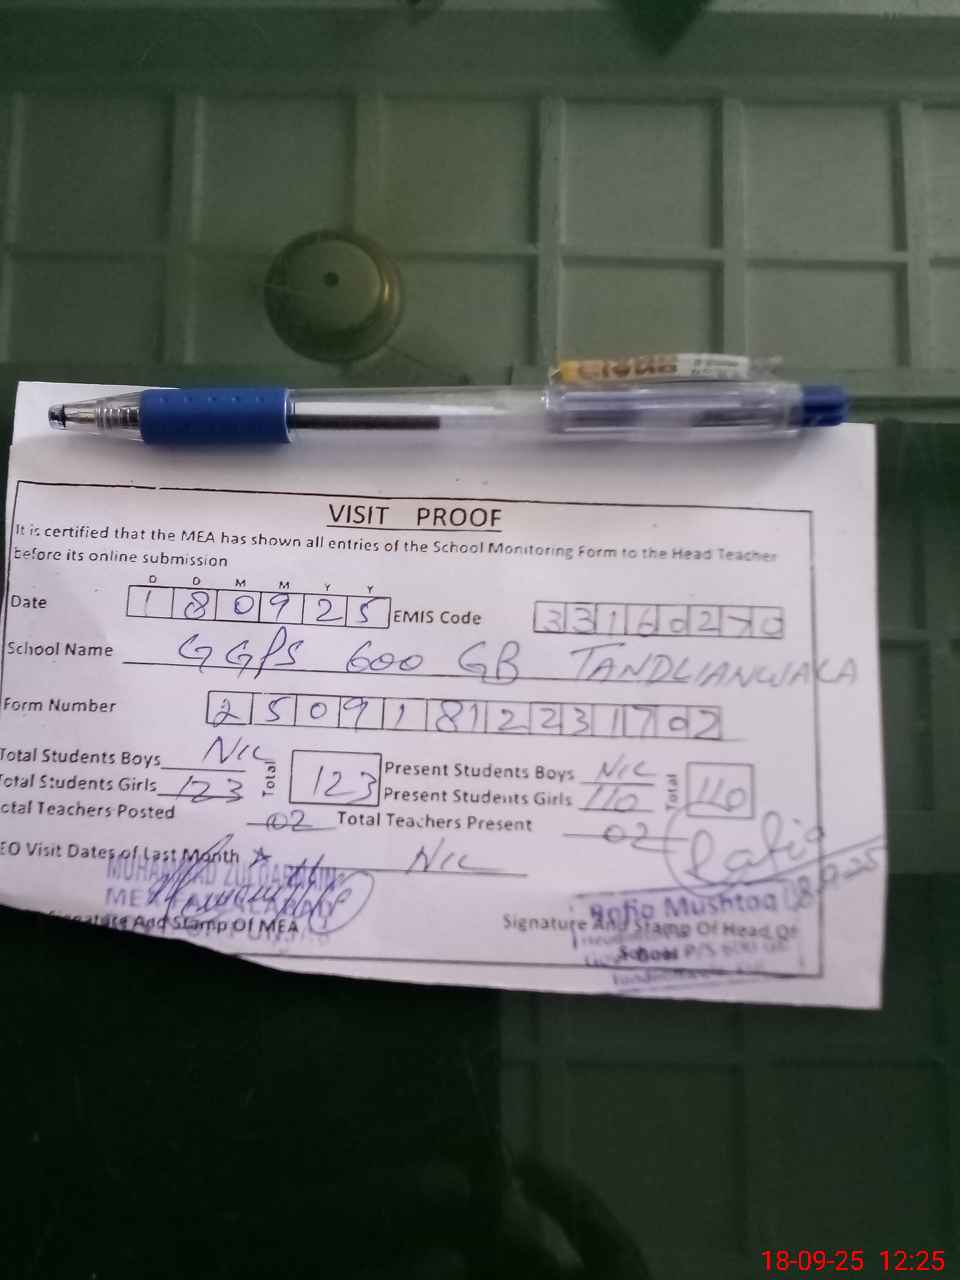 VISIT PROOF
It is certified that the MEA has shown all entries of the School Monitoring Form to the Head Teacher
before its online submission
D D M M Y Y
Date 1 8 0 9 2 5 EMIS Code 3 3 1 6 0 2 7 0
School Name GGPS 600 GB TANDLIANWALA
Form Number 2 5 0 9 1 8 1 2 2 3 1 7 0 2
Total Students Boys NIL Total 123 Present Students Boys NIL Total 110
Total Students Girls 123 Present Students Girls 110
otal Teachers Posted 02 Total Teachers Present 02
EO Visit Dates of Last Month NIL
MUHAMMAD ZULQARNAIN
Mushtaq
Signature And Stamp Of MEA Signature And Stamp Of Head Of
School
18-09-25 12:25